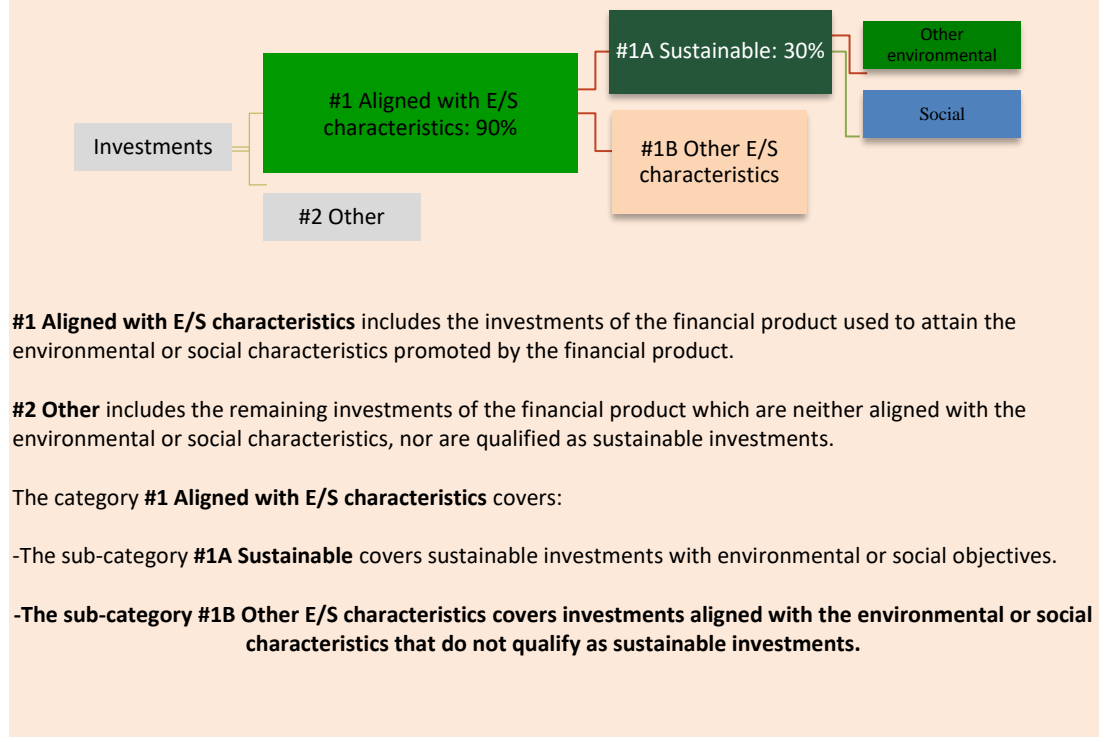 Other
environmental
#1A Sustainable: 30%
#1 Aligned with E/S
characteristics: 90%
Social
Investments
#1B Other E/S
characteristics
#2 Other
#1 Aligned with E/S characteristics includes the investments of the financial product used to attain the
environmental or social characteristics promoted by the financial product.
#2 Other includes the remaining investments of the financial product which are neither aligned with the
environmental or social characteristics, nor are qualified as sustainable investments.
The category #1 Aligned with E/S characteristics covers:
-The sub-category #1A Sustainable covers sustainable investments with environmental or social objectives.
-The sub-category #1B Other E/S characteristics covers investments aligned with the environmental or social
characteristics that do not qualify as sustainable investments.